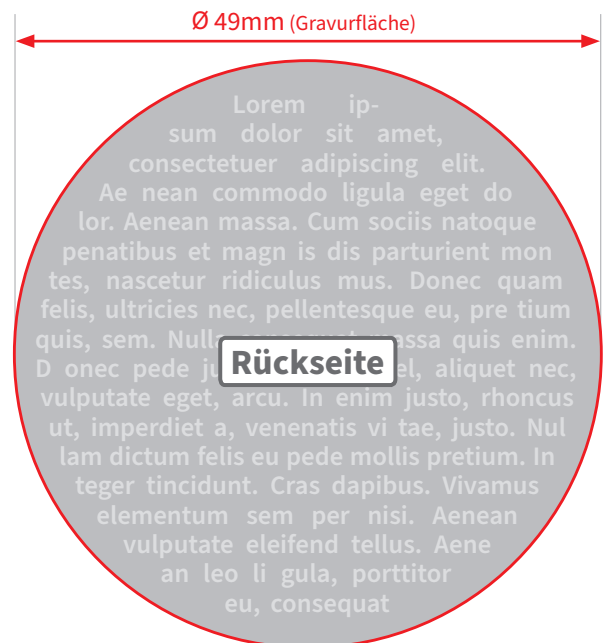 Ø 49mm (Gravurfläche)
Lorem ip-
sum dolor sit amet,
consectetuer adipiscing elit.
Ae nean commodo ligula eget do
lor. Aenean massa. Cum sociis natoque
penatibus et magn is dis parturient mon
tes, nascetur ridiculus mus. Donec quam
felis, ultricies nec, pellentesque eu, pre tium
quis, sem. Nulla massa quis enim.
Rückseite
D onec pede aliquet nec,
vulputate eget, arcu. In enim justo, rhoncus
ut, imperdiet a, venenatis vi tae, justo. Nul
lam dictum felis eu pede mollis pretium. In
teger tincidunt. Cras dapibus. Vivamus
elementum sem per nisi. Aenean
vulputate eleifend tellus. Aene
an leo li gula, porttitor
eu, consequat